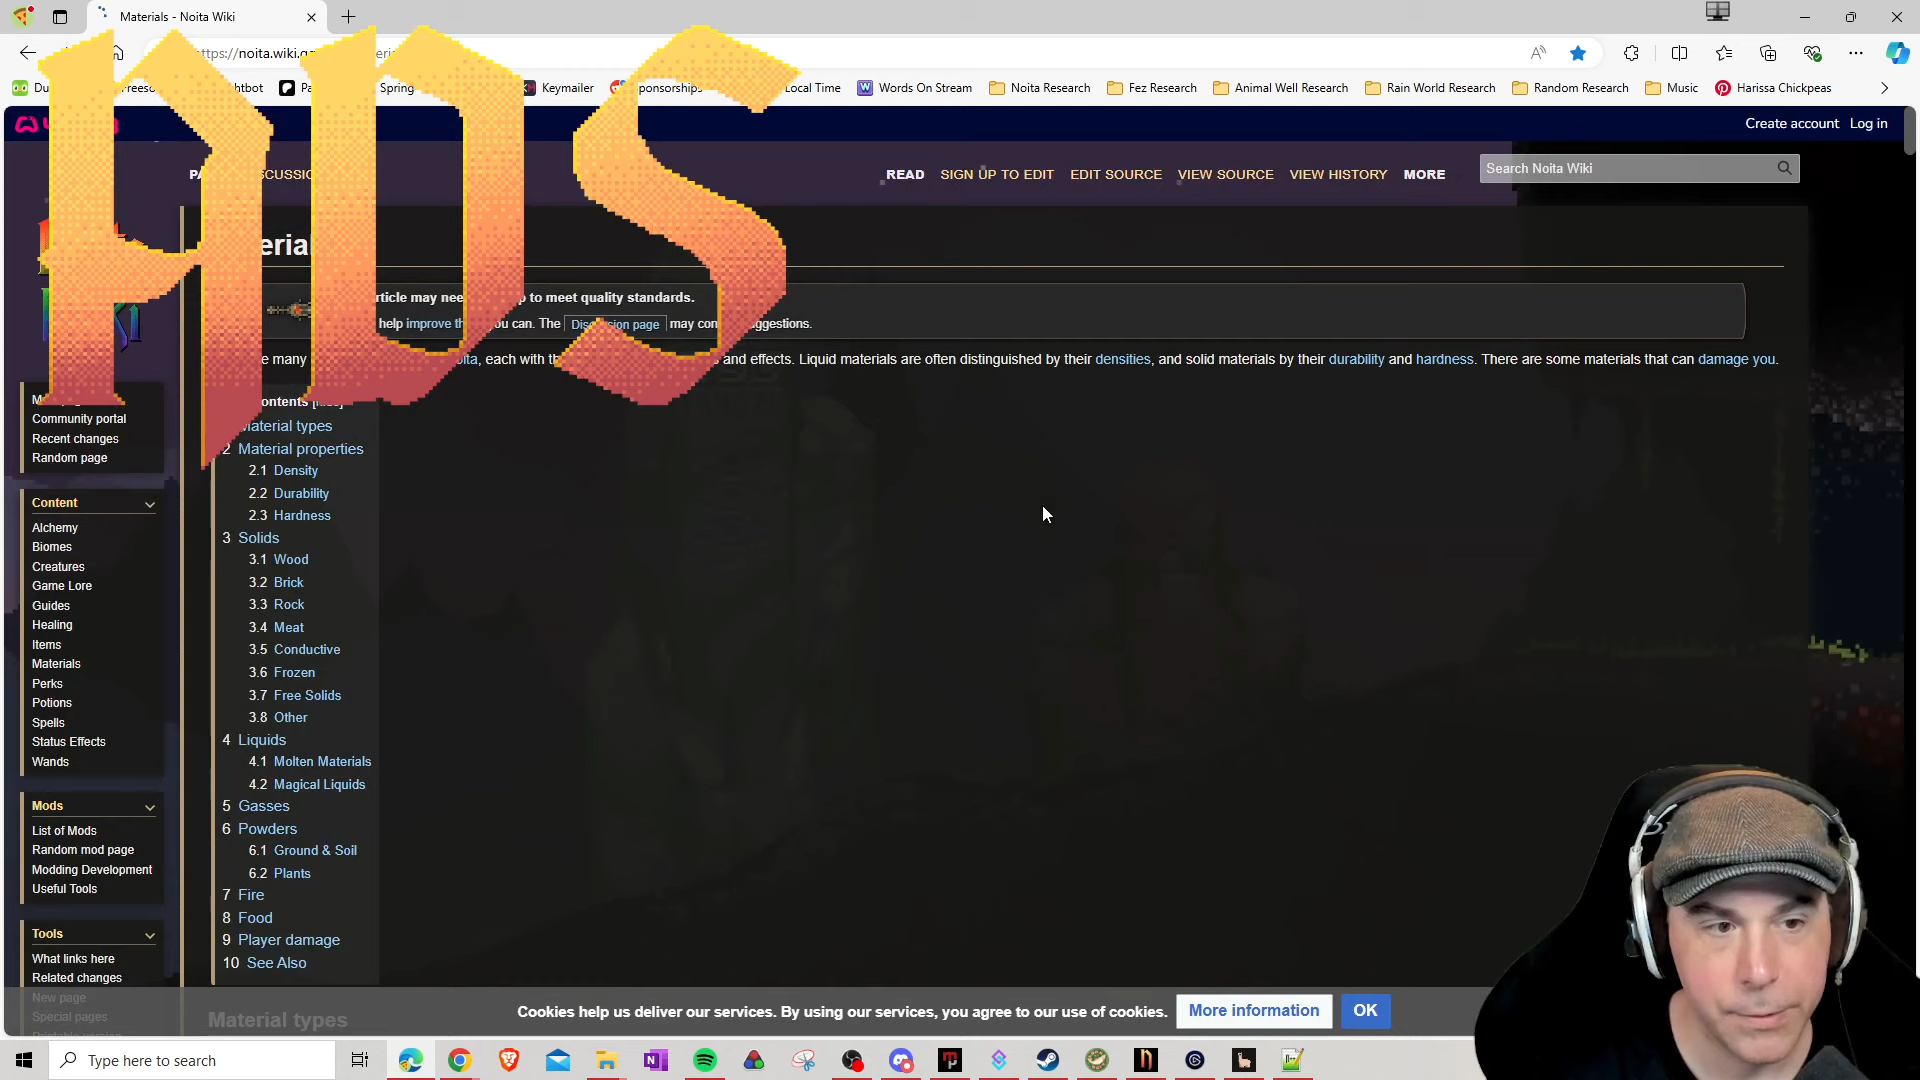 Materials - Noita Wiki
https://noita.wiki.g
Keymailer
Sponsorships
Local Time
Words On Stream
Noita Research
Fez Research
Animal Well Research
Rain World Research
Random Research
Music
Harissa Chickpeas
Spring
Create account Log in
READ SIGN UP TO EDIT EDIT SOURCE VIEW SOURCE VIEW HISTORY MORE
Search Noita Wiki
to meet quality standards.
help improve
you can. The
may
and effects. Liquid materials are often distinguished by their densities, and solid materials by their durability and hardness. There are some materials that can damage you.
Community portal
Recent changes
Random page
Content
Alchemy
Biomes
Creatures
Game Lore
Guides
Healing
Items
Materials
Perks
Potions
Spells
Status Effects
Wands
Mods
List of Mods
Random mod page
Modding Development
Useful Tools
Tools
What links here
Related changes
New page
Special pages
Material types
2 Material properties
2.1 Density
2.2 Durability
2.3 Hardness
3 Solids
3.1 Wood
3.2 Brick
3.3 Rock
3.4 Meat
3.5 Conductive
3.6 Frozen
3.7 Free Solids
3.8 Other
4 Liquids
4.1 Molten Materials
4.2 Magical Liquids
5 Gasses
6 Powders
6.1 Ground & Soil
6.2 Plants
7 Fire
8 Food
9 Player damage
10 See Also
Material types
Cookies help us deliver our services. By using our services, you agree to our use of cookies. More information OK
Type here to search